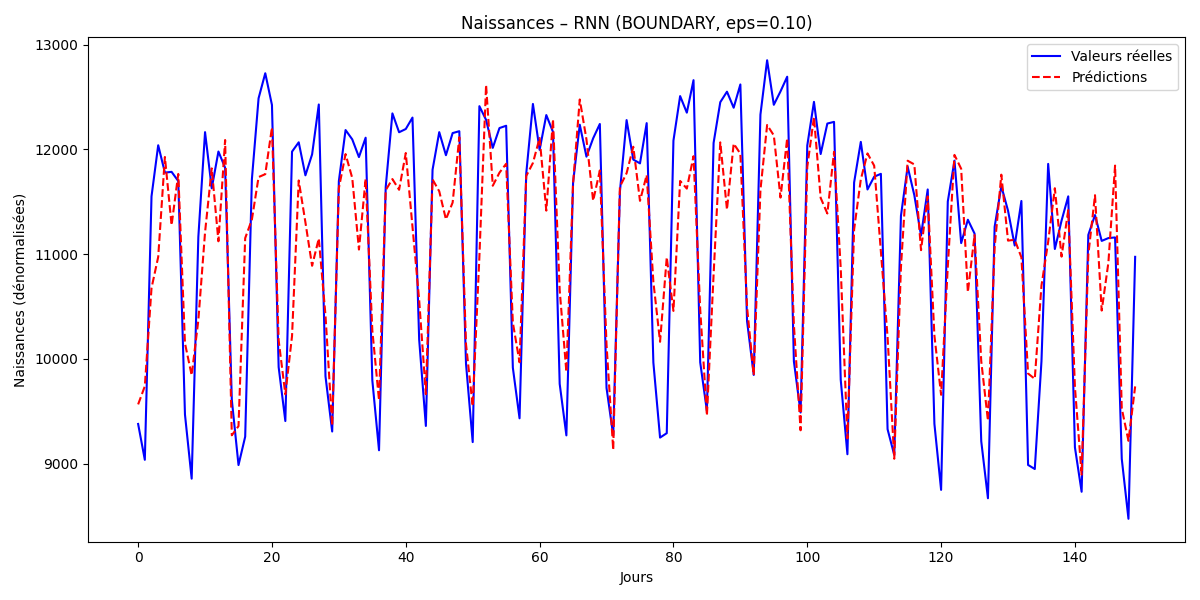 Naissances – RNN (BOUNDARY, eps=0.10)
Valeurs réelles
Prédictions
Naissances (dénormalisées)
13000
12000
11000
10000
9000
0 20 40 60 80 100 120 140
Jours